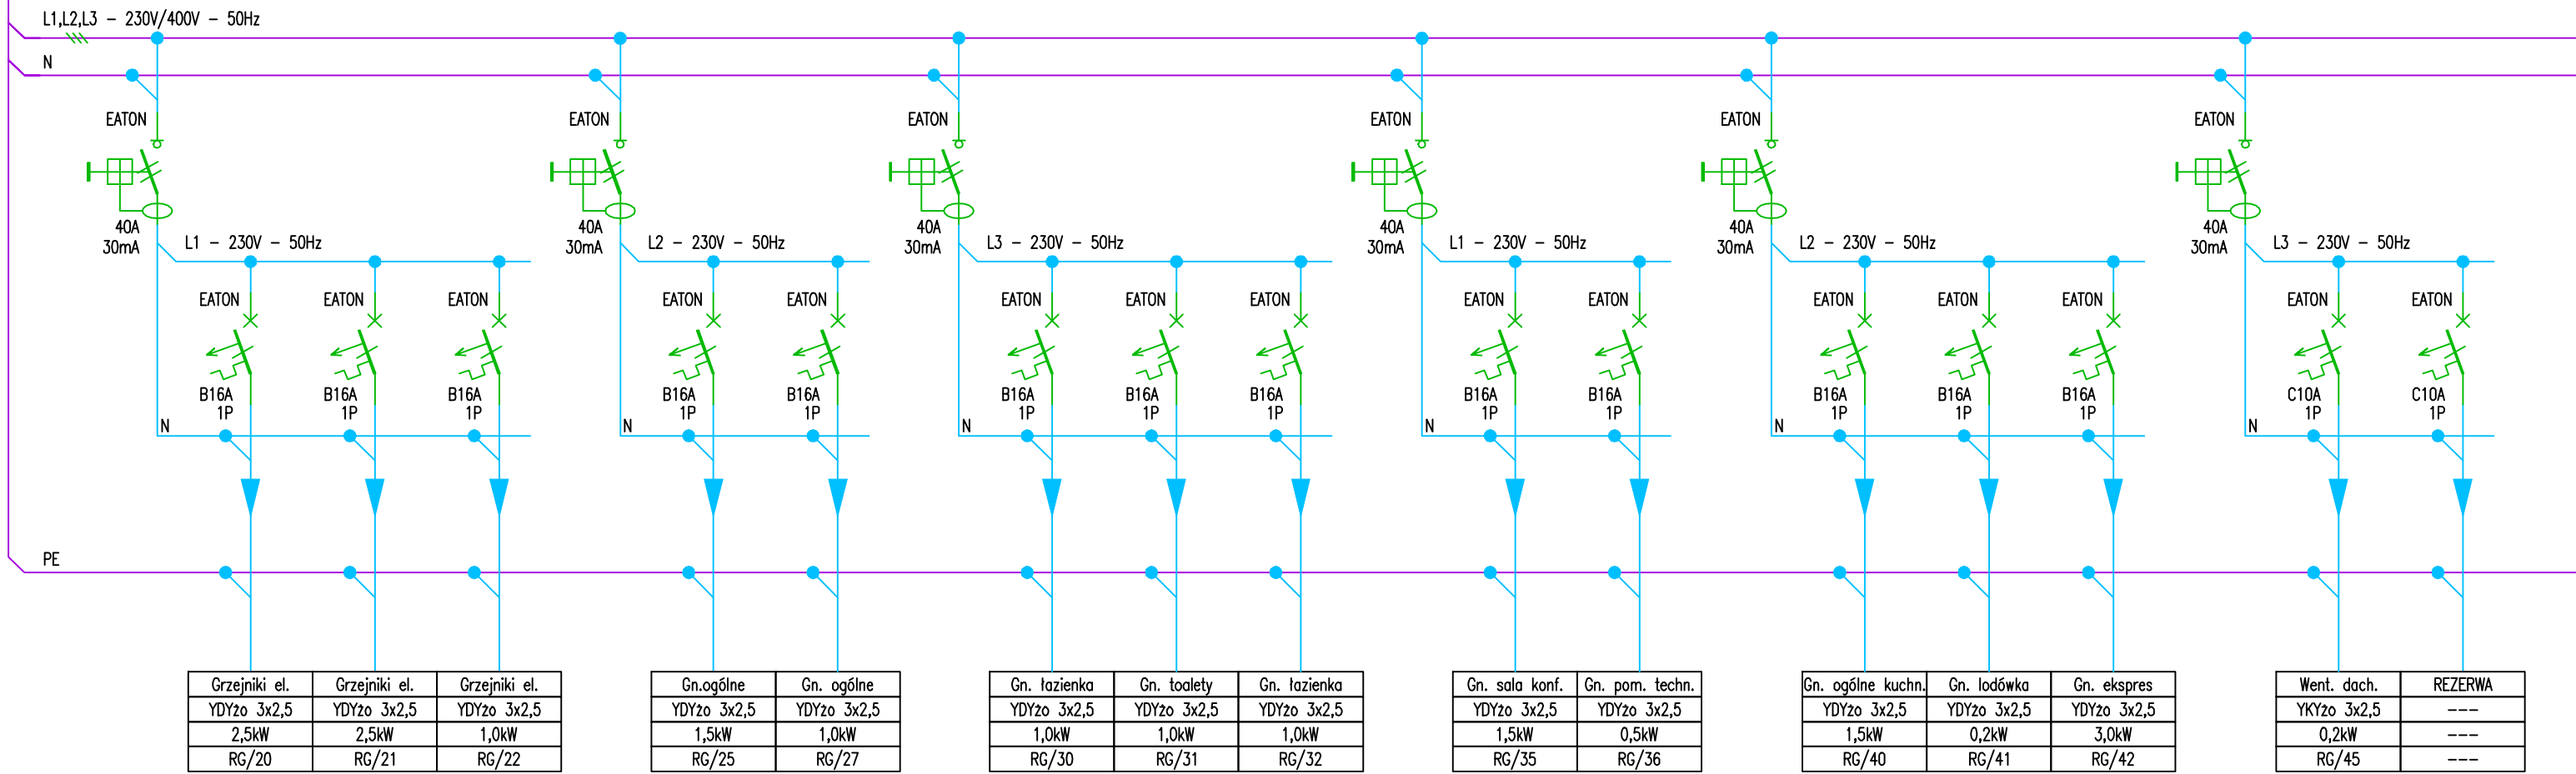 L1,L2,L3 - 230V/400V - 50Hz
N
EATON EATON EATON EATON EATON EATON
40A 40A 40A 40A 40A 40A
30mA 30mA 30mA 30mA 30mA 30mA
L1 - 230V - 50Hz L2 - 230V - 50Hz L3 - 230V - 50Hz L1 - 230V - 50Hz L2 - 230V - 50Hz L3 - 230V - 50Hz
EATON EATON EATON EATON EATON EATON EATON EATON EATON EATON EATON EATON EATON EATON EATON
B16A B16A B16A B16A B16A B16A B16A B16A B16A B16A B16A B16A B16A C10A C10A
1P 1P 1P 1P 1P 1P 1P 1P 1P 1P 1P 1P 1P 1P 1P
N N N N N N
PE
Grzejniki el. Grzejniki el. Grzejniki el. Gn.ogólne Gn. ogólne Gn. łazienka Gn. toalety Gn. łazienka Gn. sala konf. Gn. pom. techn. Gn. ogólne kuchn. Gn. lodówka Gn. ekspres Went. dach. REZERWA
YDYżo 3x2,5 YDYżo 3x2,5 YDYżo 3x2,5 YDYżo 3x2,5 YDYżo 3x2,5 YDYżo 3x2,5 YDYżo 3x2,5 YDYżo 3x2,5 YDYżo 3x2,5 YDYżo 3x2,5 YDYżo 3x2,5 YDYżo 3x2,5 YDYżo 3x2,5 YKYżo 3x2,5 ---
2,5kW 2,5kW 1,0kW 1,5kW 1,0kW 1,0kW 1,0kW 1,0kW 1,5kW 0,5kW 1,5kW 0,2kW 3,0kW 0,2kW ---
RG/20 RG/21 RG/22 RG/25 RG/27 RG/30 RG/31 RG/32 RG/35 RG/36 RG/40 RG/41 RG/42 RG/45 ---